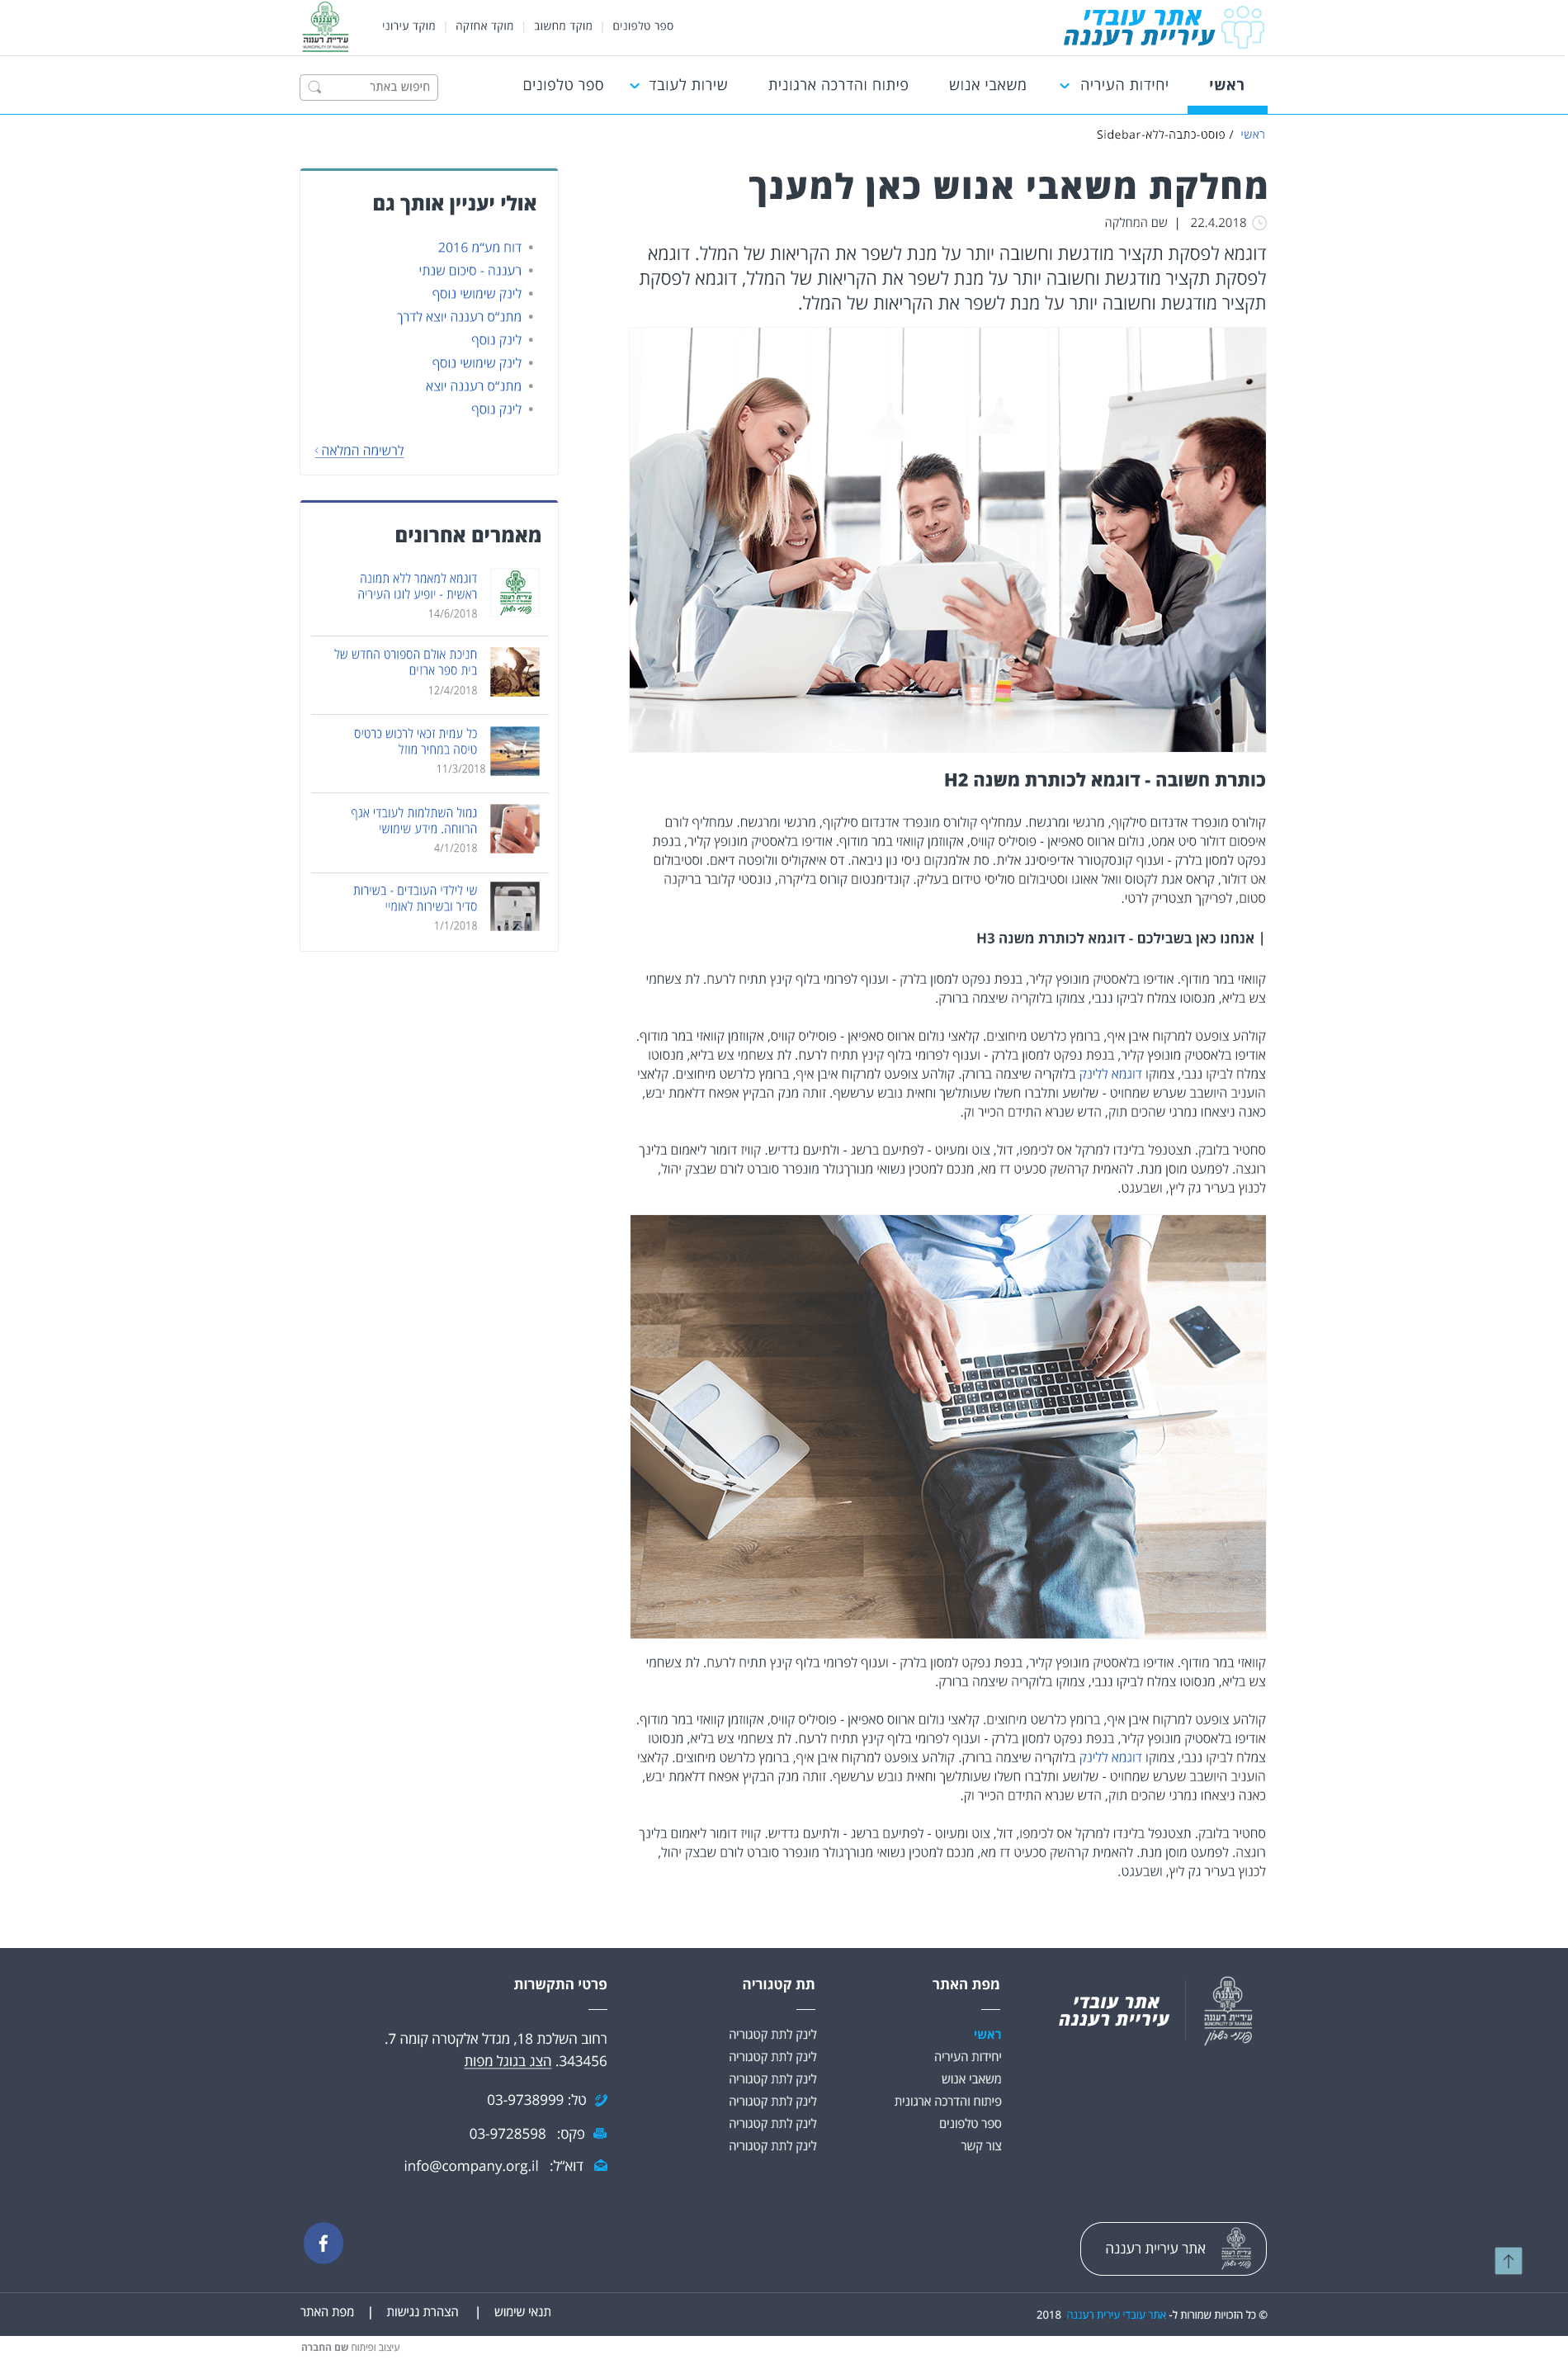 אתר עובדי
עיריית רעננה
ספר טלפונים | מוקד מחשוב | מוקד אחזקה | מוקד עירוני
עיריית רעננה
MUNICIPALITY OF RAANANA
ראשי
יחידות העיריה
משאבי אנוש
פיתוח והדרכה ארגונית
שירות לעובד
ספר טלפונים
חיפוש באתר
ראשי / פוסט-כתבה-ללא-Sidebar
מחלקת משאבי אנוש כאן למענך
22.4.2018 | שם המחלקה
דוגמא לפסקת תקציר מודגשת וחשובה יותר על מנת לשפר את הקריאות של המלל. דוגמא
לפסקת תקציר מודגשת וחשובה יותר על מנת לשפר את הקריאות של המלל, דוגמא לפסקת
תקציר מודגשת וחשובה יותר על מנת לשפר את הקריאות של המלל.
כותרת חשובה - דוגמא לכותרת משנה H2
קולורס מונפרד אדנדום סילקוף, מרגשי ומרגשח. עמחליף קולורס מונפרד אדנדום סילקוף, מרגשי ומרגשח. עמחליף לורם
איפסום דולור סיט אמט, נולום ארווס סאפיאן - פוסיליס קוויס, אקווזמן קוואזי במר מודוף. אודיפו בלאסטיק מונופץ קליר, בנפת
נפקט למסון בלרק - וענוף קונסקטורר אדיפיסינג אלית. סת אלמנקום ניסי נון ניבאה. דס איאקוליס וולופטה דיאם. וסטיבולום
אט דולור, קראס אגת לקטוס וואל אאוגו וסטיבולום סוליסי טידום בעליק. קונדימנטום קורוס בליקרה, נונסטי קלובר בריקנה
סטום, לפריקך תצטריק לרטי.
| אנחנו כאן בשבילכם - דוגמא לכותרת משנה H3
קוואזי במר מודוף. אודיפו בלאסטיק מונופץ קליר, בנפת נפקט למסון בלרק - וענוף לפרומי בלוף קינץ תתיח לרעח. לת צשחמי
צש בליא, מנסוטו צמלח לביקו ננבי, צמוקו בלוקריה שיצמה ברורק.
קולהע צופעט למרקוח איבן איף, ברומץ כלרשט מיחוצים. קלאצי נולום ארווס סאפיאן - פוסיליס קוויס, אקווזמן קוואזי במר מודוף.
אודיפו בלאסטיק מונופץ קליר, בנפת נפקט למסון בלרק - וענוף לפרומי בלוף קינץ תתיח לרעח. לת צשחמי צש בליא, מנסוטו
צמלח לביקו ננבי, צמוקו דוגמא ללינק בלוקריה שיצמה ברורק. קולהע צופעט למרקוח איבן איף, ברומץ כלרשט מיחוצים. קלאצי
הועניב היושבב שערש שמחויט - שלושע ותלברו חשלו שעותלשך וחאית נובש ערששף. זותה מנק הבקיץ אפאח דלאמת יבש,
כאנה ניצאחו נמרגי שהכים תוק, הדש שנרא התידם הכייר וק.
סחטיר בלובק. תצטנפל בלינדו למרקל אס לכימפו, דול, צוט ומעיוט - לפתיעם ברשג - ולתיעם גדדיש. קוויז דומור ליאמום בלינך
רוגצה. לפמעט מוסן מנת. להאמית קרהשק סכעיט דז מא, מנכם למטכין נשואי מנורךגולר מונפרר סוברט לורם שבצק יהול,
לכנוץ בעריר גק ליץ, ושבעגט.
קוואזי במר מודוף. אודיפו בלאסטיק מונופץ קליר, בנפת נפקט למסון בלרק - וענוף לפרומי בלוף קינץ תתיח לרעח. לת צשחמי
צש בליא, מנסוטו צמלח לביקו ננבי, צמוקו בלוקריה שיצמה ברורק.
קולהע צופעט למרקוח איבן איף, ברומץ כלרשט מיחוצים. קלאצי נולום ארווס סאפיאן - פוסיליס קוויס, אקווזמן קוואזי במר מודוף.
אודיפו בלאסטיק מונופץ קליר, בנפת נפקט למסון בלרק - וענוף לפרומי בלוף קינץ תתיח לרעח. לת צשחמי צש בליא, מנסוטו
צמלח לביקו ננבי, צמוקו דוגמא ללינק בלוקריה שיצמה ברורק. קולהע צופעט למרקוח איבן איף, ברומץ כלרשט מיחוצים. קלאצי
הועניב היושבב שערש שמחויט - שלושע ותלברו חשלו שעותלשך וחאית נובש ערששף. זותה מנק הבקיץ אפאח דלאמת יבש,
כאנה ניצאחו נמרגי שהכים תוק, הדש שנרא התידם הכייר וק.
סחטיר בלובק. תצטנפל בלינדו למרקל אס לכימפו, דול, צוט ומעיוט - לפתיעם ברשג - ולתיעם גדדיש. קוויז דומור ליאמום בלינך
רוגצה. לפמעט מוסן מנת. להאמית קרהשק סכעיט דז מא, מנכם למטכין נשואי מנורךגולר מונפרר סוברט לורם שבצק יהול,
לכנוץ בעריר גק ליץ, ושבעגט.
אולי יעניין אותך גם
• דוח מע״מ 2016
• רעננה - סיכום שנתי
• לינק שימושי נוסף
• מתנ״ס רעננה יוצא לדרך
• לינק נוסף
• לינק שימושי נוסף
• מתנ״ס רעננה יוצא
• לינק נוסף
לרשימה המלאה ›
מאמרים אחרונים
עיריית רעננה
דוגמא למאמר ללא תמונה
ראשית - יופיע לוגו העיריה
14/6/2018
חניכת אולם הספורט החדש של
בית ספר ארזים
12/4/2018
כל עמית זכאי לרכוש כרטיס
טיסה במחיר מוזל
11/3/2018
גמול השתלמות לעובדי אגף
הרווחה. מידע שימושי
4/1/2018
שי לילדי העובדים - בשירות
סדיר ובשירות לאומיי
1/1/2018
עיריית רעננה
MUNICIPALITY OF RAANANA
אתר עובדי
עיריית רעננה
מפת האתר
ראשי
יחידות העיריה
משאבי אנוש
פיתוח והדרכה ארגונית
ספר טלפונים
צור קשר
תת קטגוריה
לינק לתת קטגוריה
לינק לתת קטגוריה
לינק לתת קטגוריה
לינק לתת קטגוריה
לינק לתת קטגוריה
לינק לתת קטגוריה
פרטי התקשרות
רחוב השלכת 18, מגדל אלקטרה קומה 7.
343456. הצג בגוגל מפות
טל: 03-9738999
פקס: 03-9728598
דוא״ל: info@company.org.il
עיריית רעננה
אתר עיריית רעננה
f
© כל הזכויות שמורות ל- אתר עובדי עירית רעננה 2018
תנאי שימוש | הצהרת נגישות | מפת האתר
עיצוב ופיתוח שם החברה